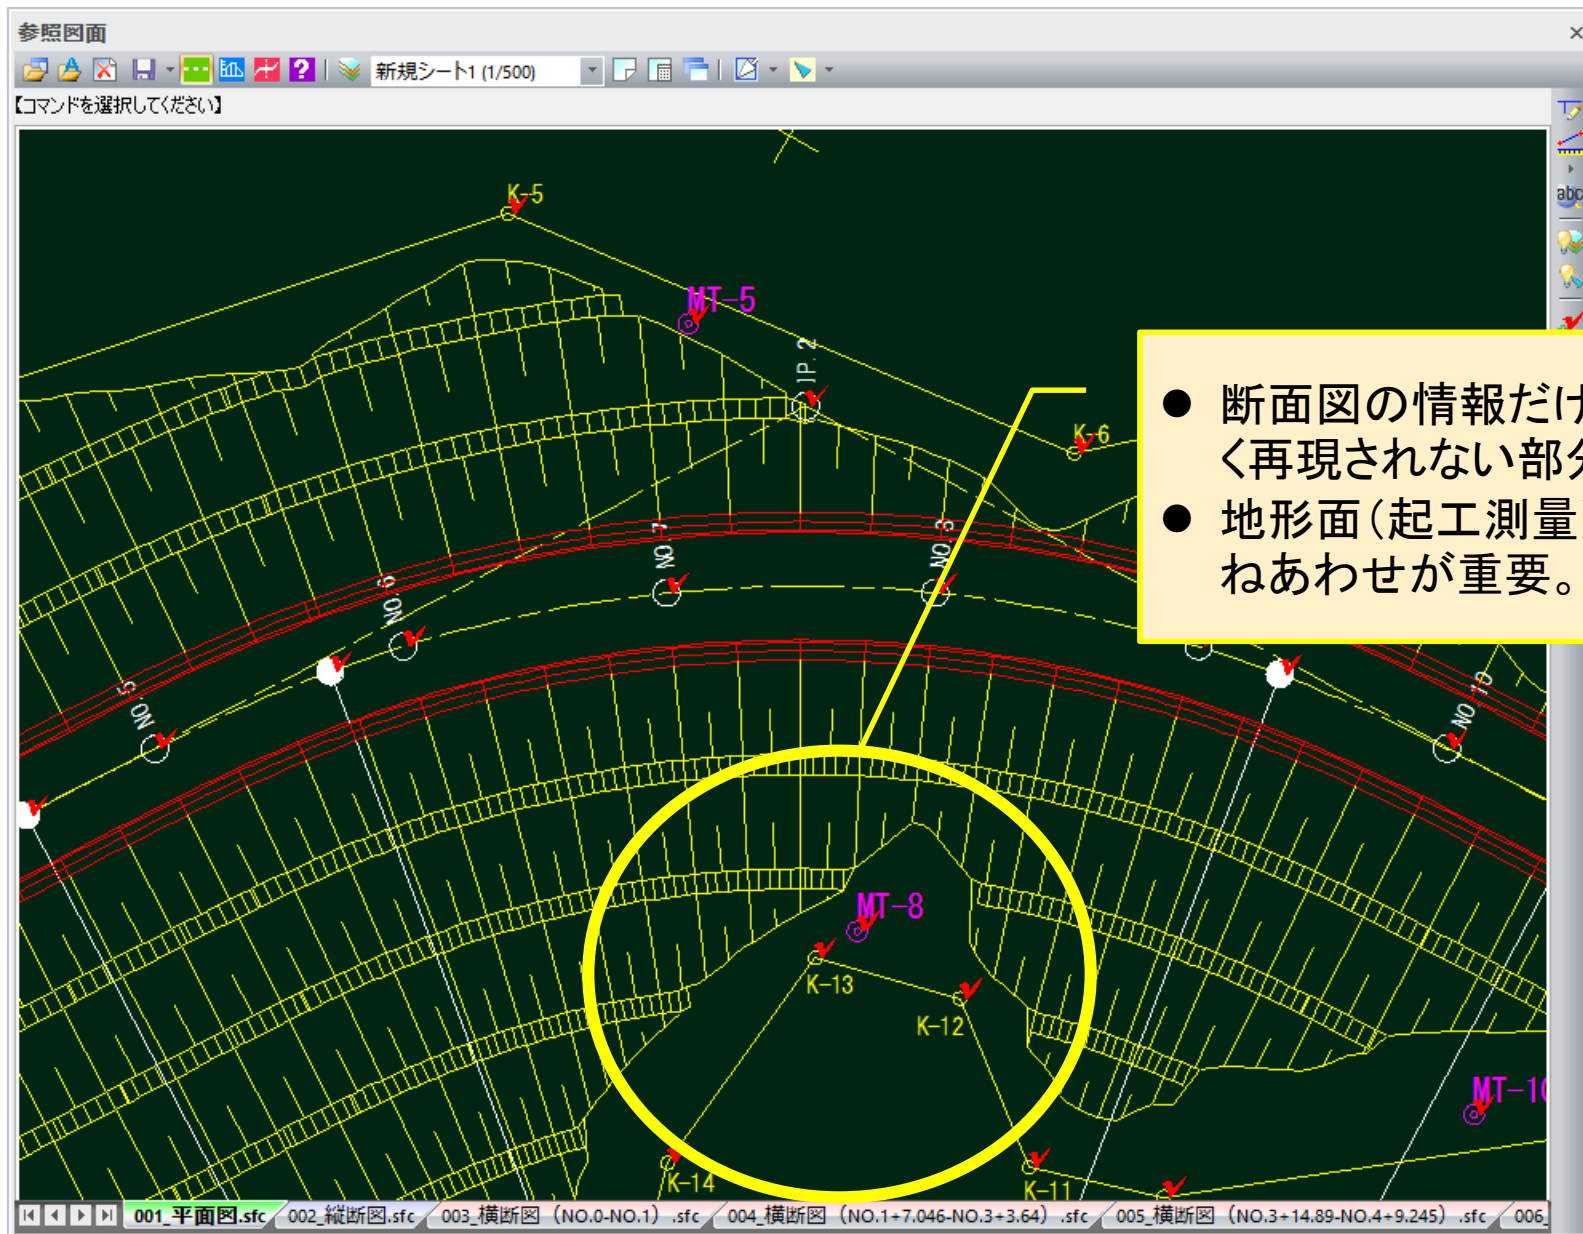 参照図面
新規シート1 (1/500)
【コマンドを選択してください】
abc
K-5
MT-5
IP.2
K-6
● 断面図の情報だけ
く再現されない部分
● 地形面（起工測量
ねあわせが重要。
NO.7
NO.8
NO.6
NO.5
NO.10
MT-8
K-13
K-12
MT-10
K-14
K-11
001_平面図.sfc
002_縦断図.sfc
003_横断図（NO.0-NO.1）.sfc
004_横断図（NO.1+7.046-NO.3+3.64）.sfc
005_横断図（NO.3+14.89-NO.4+9.245）.sfc
006_